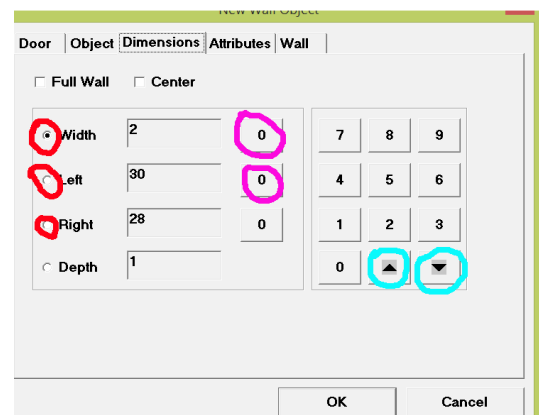 New Wall Object
Door Object Dimensions Attributes Wall
Full Wall Center
Width 2 0 7 8 9
Left 30 0 4 5 6
Right 28 0 1 2 3
Depth 1 0
OK Cancel